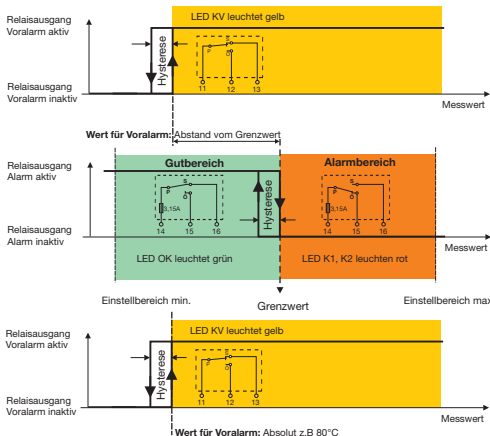 LED KV leuchtet gelb
Relaisausgang
Voralarm aktiv
Hysterese
P
S
Ö
11
12
13
Relaisausgang
Voralarm inaktiv
Messwert
Wert für Voralarm: Abstand vom Grenzwert
Relaisausgang
Alarm aktiv
Gutbereich
Alarmbereich
Hysterese
P
S
Ö
3,15A
14
15
16
P
S
Ö
3,15A
14
15
16
Relaisausgang
Alarm inaktiv
Messwert
LED OK leuchtet grün
LED K1, K2 leuchten rot
Einstellbereich min.
Grenzwert
Einstellbereich max
LED KV leuchtet gelb
Relaisausgang
Voralarm aktiv
Hysterese
P
S
Ö
11
12
13
Relaisausgang
Voralarm inaktiv
Messwert
Wert für Voralarm: Absolut z.B 80°C